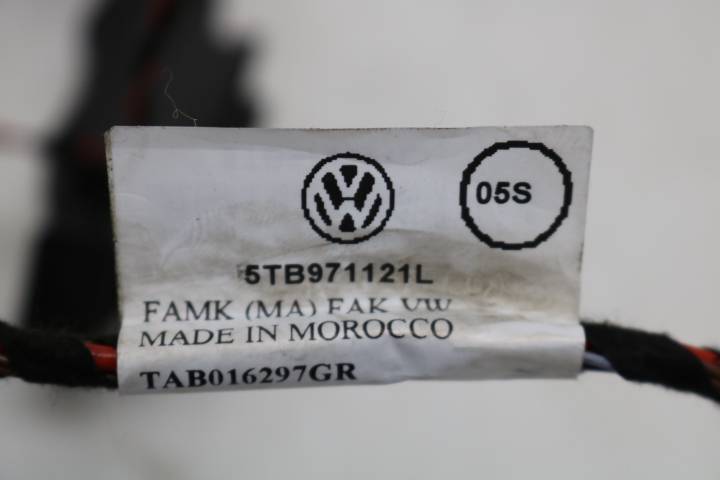 05S
5TB971121L
FAMK (MA) FAK VW
MADE IN MOROCCO
TAB016297GR